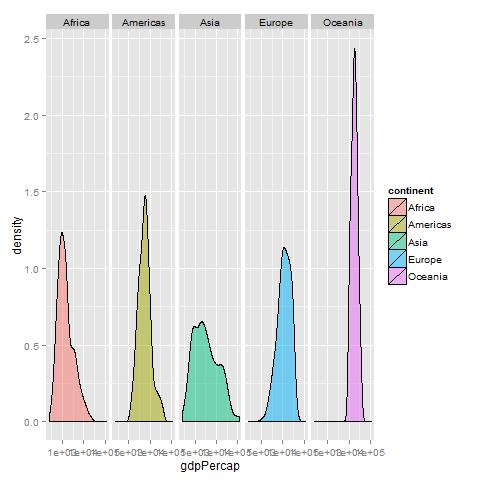 Africa Americas Asia Europe Oceania
2.5
2.0
1.5
1.0
0.5
0.0
density
gdpPercap
continent
Africa
Americas
Asia
Europe
Oceania